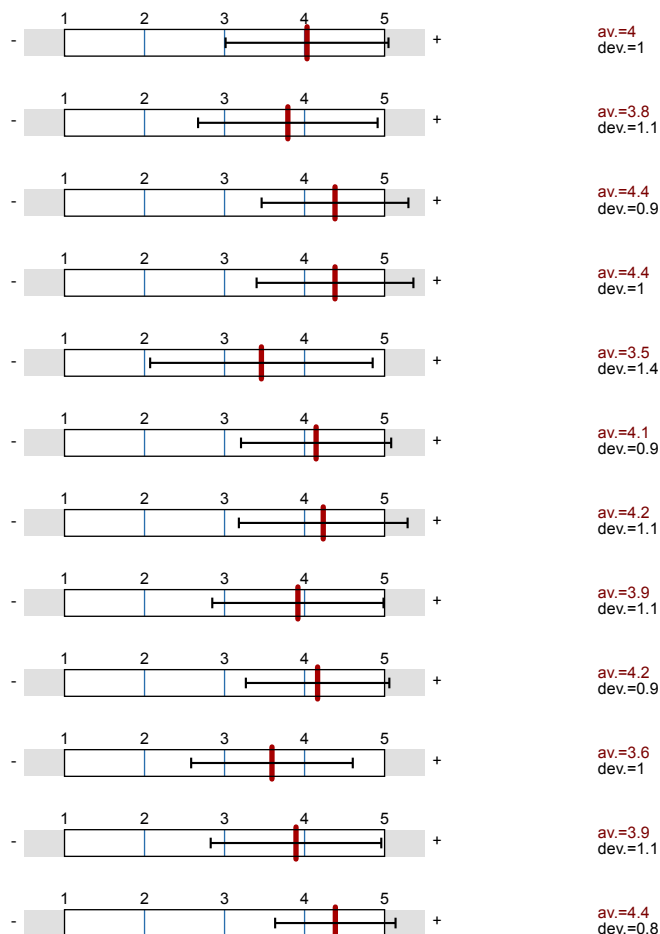 1 2 3 4 5
- + av.=4
dev.=1
1 2 3 4 5
- + av.=3.8
dev.=1.1
1 2 3 4 5
- + av.=4.4
dev.=0.9
1 2 3 4 5
- + av.=4.4
dev.=1
1 2 3 4 5
- + av.=3.5
dev.=1.4
1 2 3 4 5
- + av.=4.1
dev.=0.9
1 2 3 4 5
- + av.=4.2
dev.=1.1
1 2 3 4 5
- + av.=3.9
dev.=1.1
1 2 3 4 5
- + av.=4.2
dev.=0.9
1 2 3 4 5
- + av.=3.6
dev.=1
1 2 3 4 5
- + av.=3.9
dev.=1.1
1 2 3 4 5
- + av.=4.4
dev.=0.8